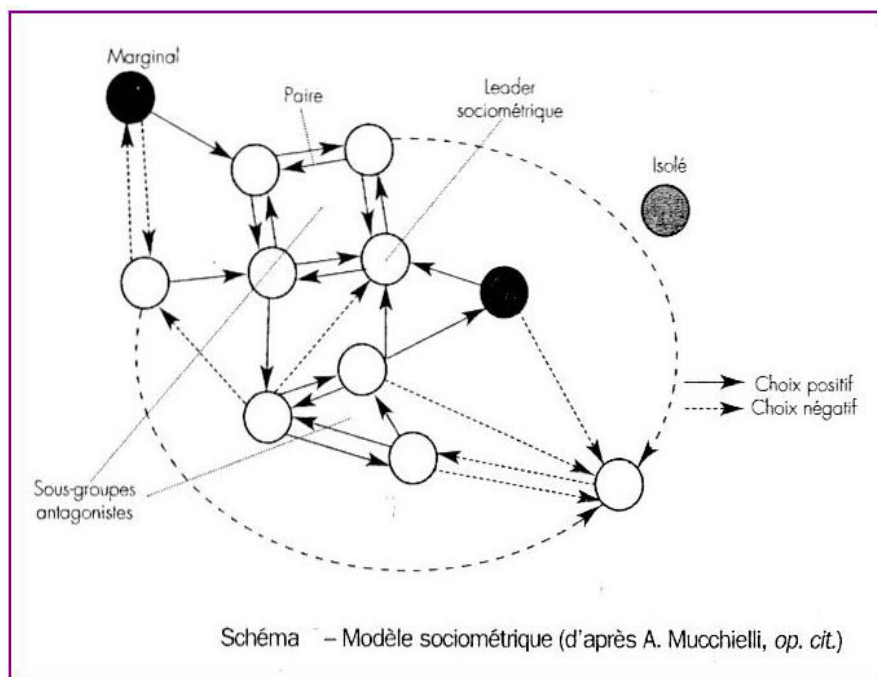 Marginal
Paire
Leader
sociométrique
Isolé
Choix positif
Choix négatif
Sous-groupes
antagonistes
Schéma – Modèle sociométrique (d'après A. Mucchielli, op. cit.)